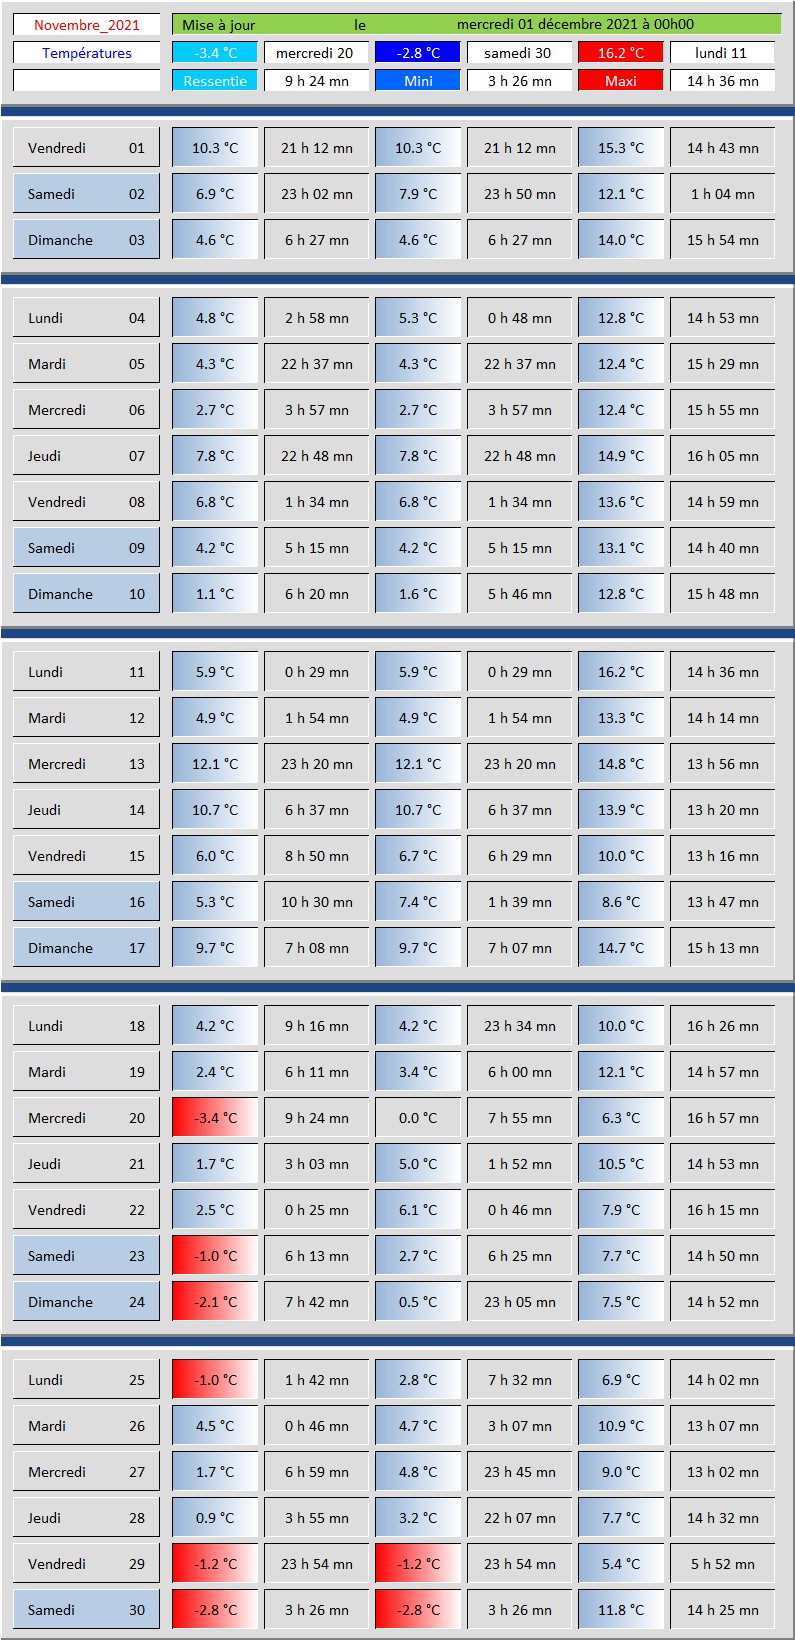 Novembre_2021 Mise à jour le mercredi 01 décembre 2021 à 00h00
Températures -3.4 °C mercredi 20 -2.8 °C samedi 30 16.2 °C lundi 11
Ressentie 9 h 24 mn Mini 3 h 26 mn Maxi 14 h 36 mn
Vendredi 01 10.3 °C 21 h 12 mn 10.3 °C 21 h 12 mn 15.3 °C 14 h 43 mn
Samedi 02 6.9 °C 23 h 02 mn 7.9 °C 23 h 50 mn 12.1 °C 1 h 04 mn
Dimanche 03 4.6 °C 6 h 27 mn 4.6 °C 6 h 27 mn 14.0 °C 15 h 54 mn
Lundi 04 4.8 °C 2 h 58 mn 5.3 °C 0 h 48 mn 12.8 °C 14 h 53 mn
Mardi 05 4.3 °C 22 h 37 mn 4.3 °C 22 h 37 mn 12.4 °C 15 h 29 mn
Mercredi 06 2.7 °C 3 h 57 mn 2.7 °C 3 h 57 mn 12.4 °C 15 h 55 mn
Jeudi 07 7.8 °C 22 h 48 mn 7.8 °C 22 h 48 mn 14.9 °C 16 h 05 mn
Vendredi 08 6.8 °C 1 h 34 mn 6.8 °C 1 h 34 mn 13.6 °C 14 h 59 mn
Samedi 09 4.2 °C 5 h 15 mn 4.2 °C 5 h 15 mn 13.1 °C 14 h 40 mn
Dimanche 10 1.1 °C 6 h 20 mn 1.6 °C 5 h 46 mn 12.8 °C 15 h 48 mn
Lundi 11 5.9 °C 0 h 29 mn 5.9 °C 0 h 29 mn 16.2 °C 14 h 36 mn
Mardi 12 4.9 °C 1 h 54 mn 4.9 °C 1 h 54 mn 13.3 °C 14 h 14 mn
Mercredi 13 12.1 °C 23 h 20 mn 12.1 °C 23 h 20 mn 14.8 °C 13 h 56 mn
Jeudi 14 10.7 °C 6 h 37 mn 10.7 °C 6 h 37 mn 13.9 °C 13 h 20 mn
Vendredi 15 6.0 °C 8 h 50 mn 6.7 °C 6 h 29 mn 10.0 °C 13 h 16 mn
Samedi 16 5.3 °C 10 h 30 mn 7.4 °C 1 h 39 mn 8.6 °C 13 h 47 mn
Dimanche 17 9.7 °C 7 h 08 mn 9.7 °C 7 h 07 mn 14.7 °C 15 h 13 mn
Lundi 18 4.2 °C 9 h 16 mn 4.2 °C 23 h 34 mn 10.0 °C 16 h 26 mn
Mardi 19 2.4 °C 6 h 11 mn 3.4 °C 6 h 00 mn 12.1 °C 14 h 57 mn
Mercredi 20 -3.4 °C 9 h 24 mn 0.0 °C 7 h 55 mn 6.3 °C 16 h 57 mn
Jeudi 21 1.7 °C 3 h 03 mn 5.0 °C 1 h 52 mn 10.5 °C 14 h 53 mn
Vendredi 22 2.5 °C 0 h 25 mn 6.1 °C 0 h 46 mn 7.9 °C 16 h 15 mn
Samedi 23 -1.0 °C 6 h 13 mn 2.7 °C 6 h 25 mn 7.7 °C 14 h 50 mn
Dimanche 24 -2.1 °C 7 h 42 mn 0.5 °C 23 h 05 mn 7.5 °C 14 h 52 mn
Lundi 25 -1.0 °C 1 h 42 mn 2.8 °C 7 h 32 mn 6.9 °C 14 h 02 mn
Mardi 26 4.5 °C 0 h 46 mn 4.7 °C 3 h 07 mn 10.9 °C 13 h 07 mn
Mercredi 27 1.7 °C 6 h 59 mn 4.8 °C 23 h 45 mn 9.0 °C 13 h 02 mn
Jeudi 28 0.9 °C 3 h 55 mn 3.2 °C 22 h 07 mn 7.7 °C 14 h 32 mn
Vendredi 29 -1.2 °C 23 h 54 mn -1.2 °C 23 h 54 mn 5.4 °C 5 h 52 mn
Samedi 30 -2.8 °C 3 h 26 mn -2.8 °C 3 h 26 mn 11.8 °C 14 h 25 mn